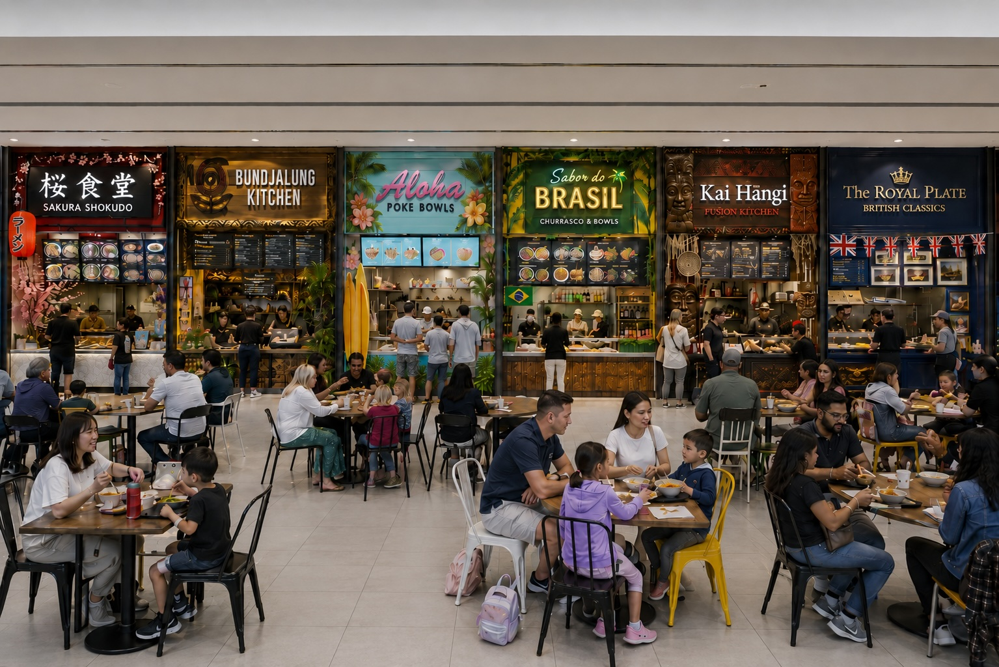 桜食堂
SAKURA SHOKUDO
ラーメン
BUNDJALUNG
KITCHEN
Aloha
POKE BOWLS
Sabor do
BRASIL
CHURRASCO & BOWLS
Kai Hāngi
FUSION KITCHEN
The ROYAL PLATE
BRITISH CLASSICS